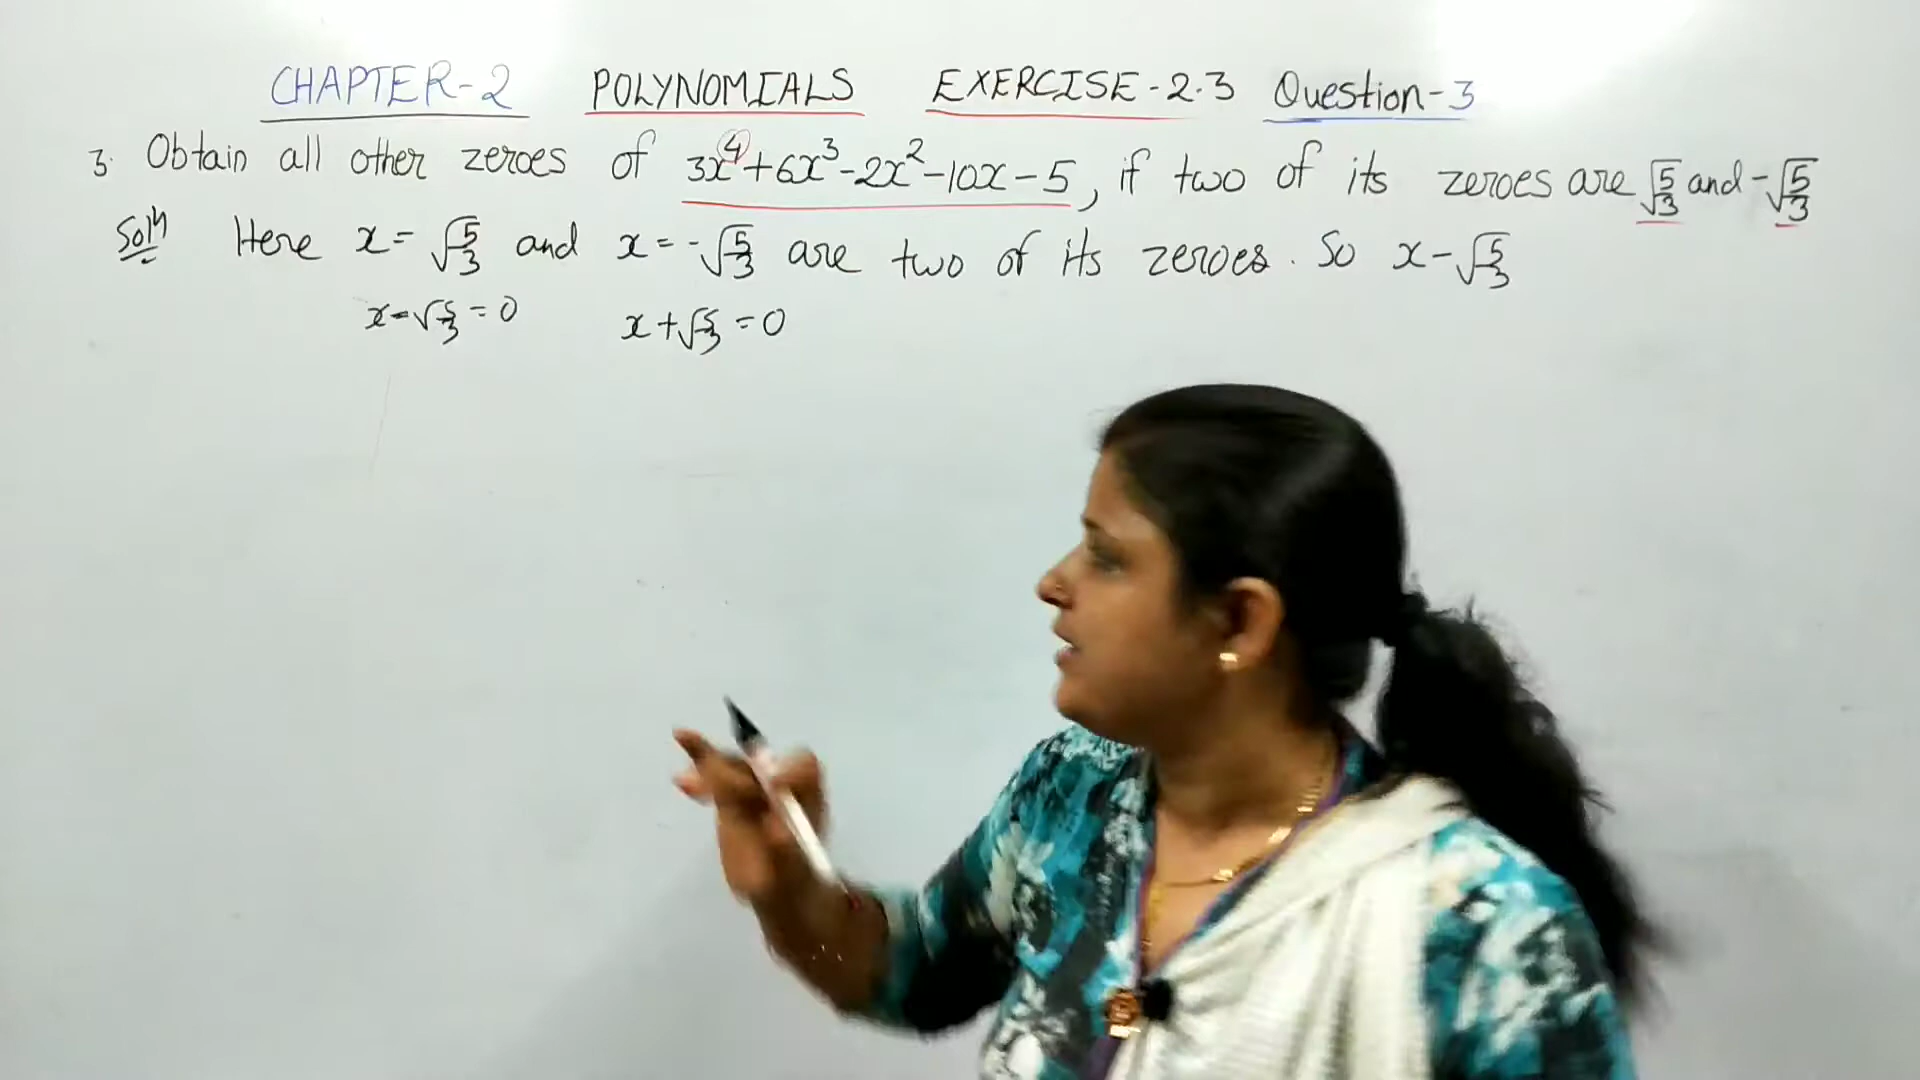 CHAPTER-2 POLYNOMIALS EXERCISE-2.3 Question-3
3. Obtain all other zeroes of 3x⁴+6x³-2x²-10x-5, if two of its zeroes are √5/3 and -√5/3
Solⁿ Here x=√5/3 and x=-√5/3 are two of its zeroes. So x-√5/3
x-√5/3=0 x+√5/3=0